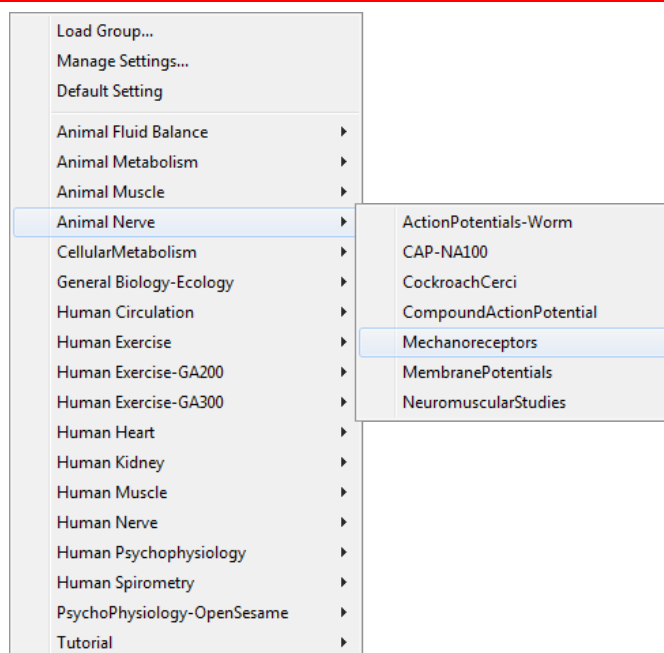 Load Group...
Manage Settings...
Default Setting
Animal Fluid Balance
Animal Metabolism
Animal Muscle
Animal Nerve
CellularMetabolism
General Biology-Ecology
Human Circulation
Human Exercise
Human Exercise-GA200
Human Exercise-GA300
Human Heart
Human Kidney
Human Muscle
Human Nerve
Human Psychophysiology
Human Spirometry
PsychoPhysiology-OpenSesame
Tutorial
ActionPotentials-Worm
CAP-NA100
CockroachCerci
CompoundActionPotential
Mechanoreceptors
MembranePotentials
NeuromuscularStudies